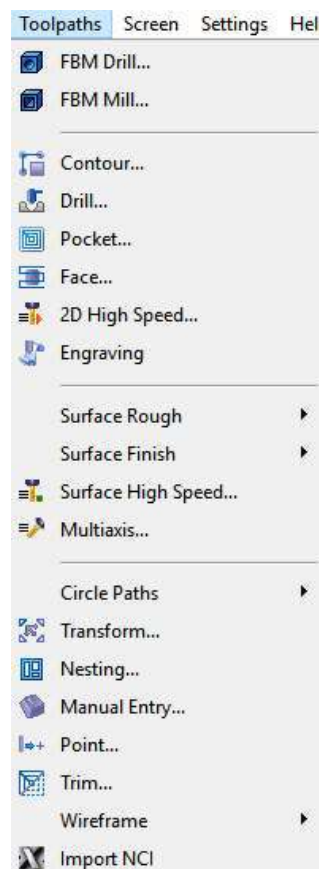 Toolpaths Screen Settings Hel
FBM Drill...
FBM Mill...
Contour...
Drill...
Pocket...
Face...
2D High Speed...
Engraving
Surface Rough
Surface Finish
Surface High Speed...
Multiaxis...
Circle Paths
Transform...
Nesting...
Manual Entry...
Point...
Trim...
Wireframe
Import NCI